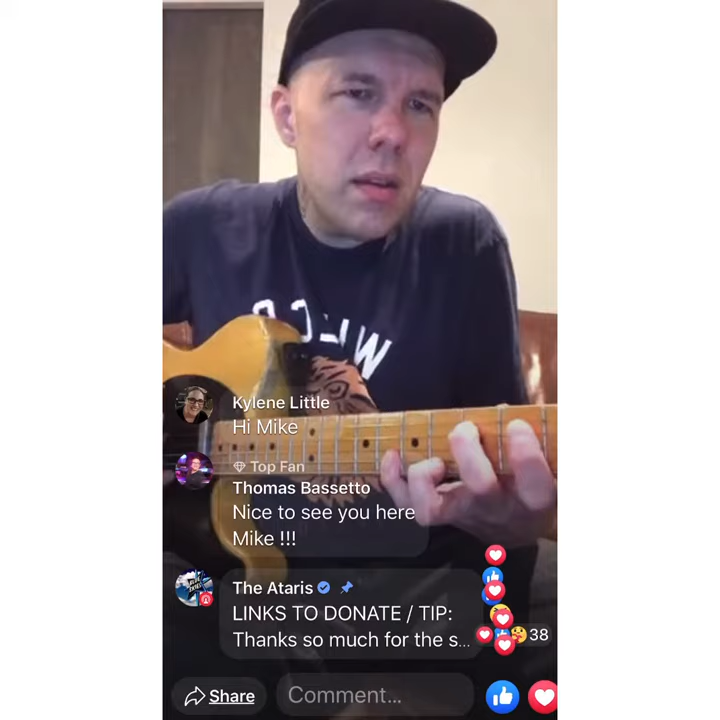 WILCO
Kylene Little
Hi Mike
Top Fan
Thomas Bassetto
Nice to see you here
Mike !!!
The Ataris
LINKS TO DONATE / TIP:
Thanks so much for the s...
38
Share
Comment...